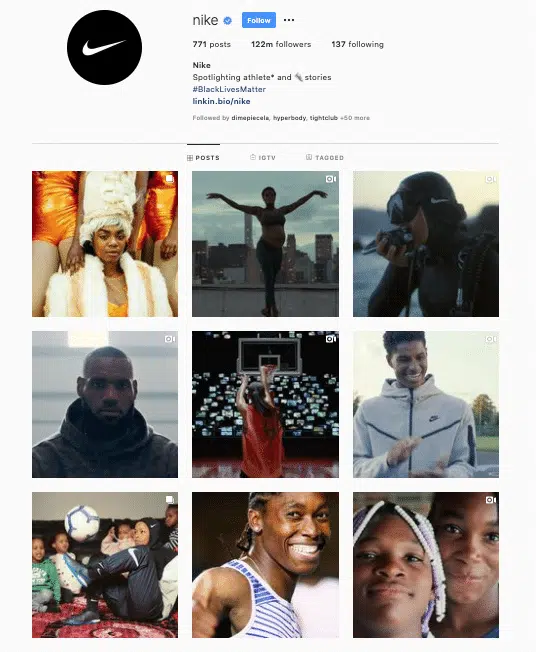 nike Follow
771 posts 122m followers 137 following
Nike
Spotlighting athlete* and 👟stories
#BlackLivesMatter
linkin.bio/nike
Followed by dimepiecela, hyperbody, tightclub +50 more
POSTS IGTV TAGGED